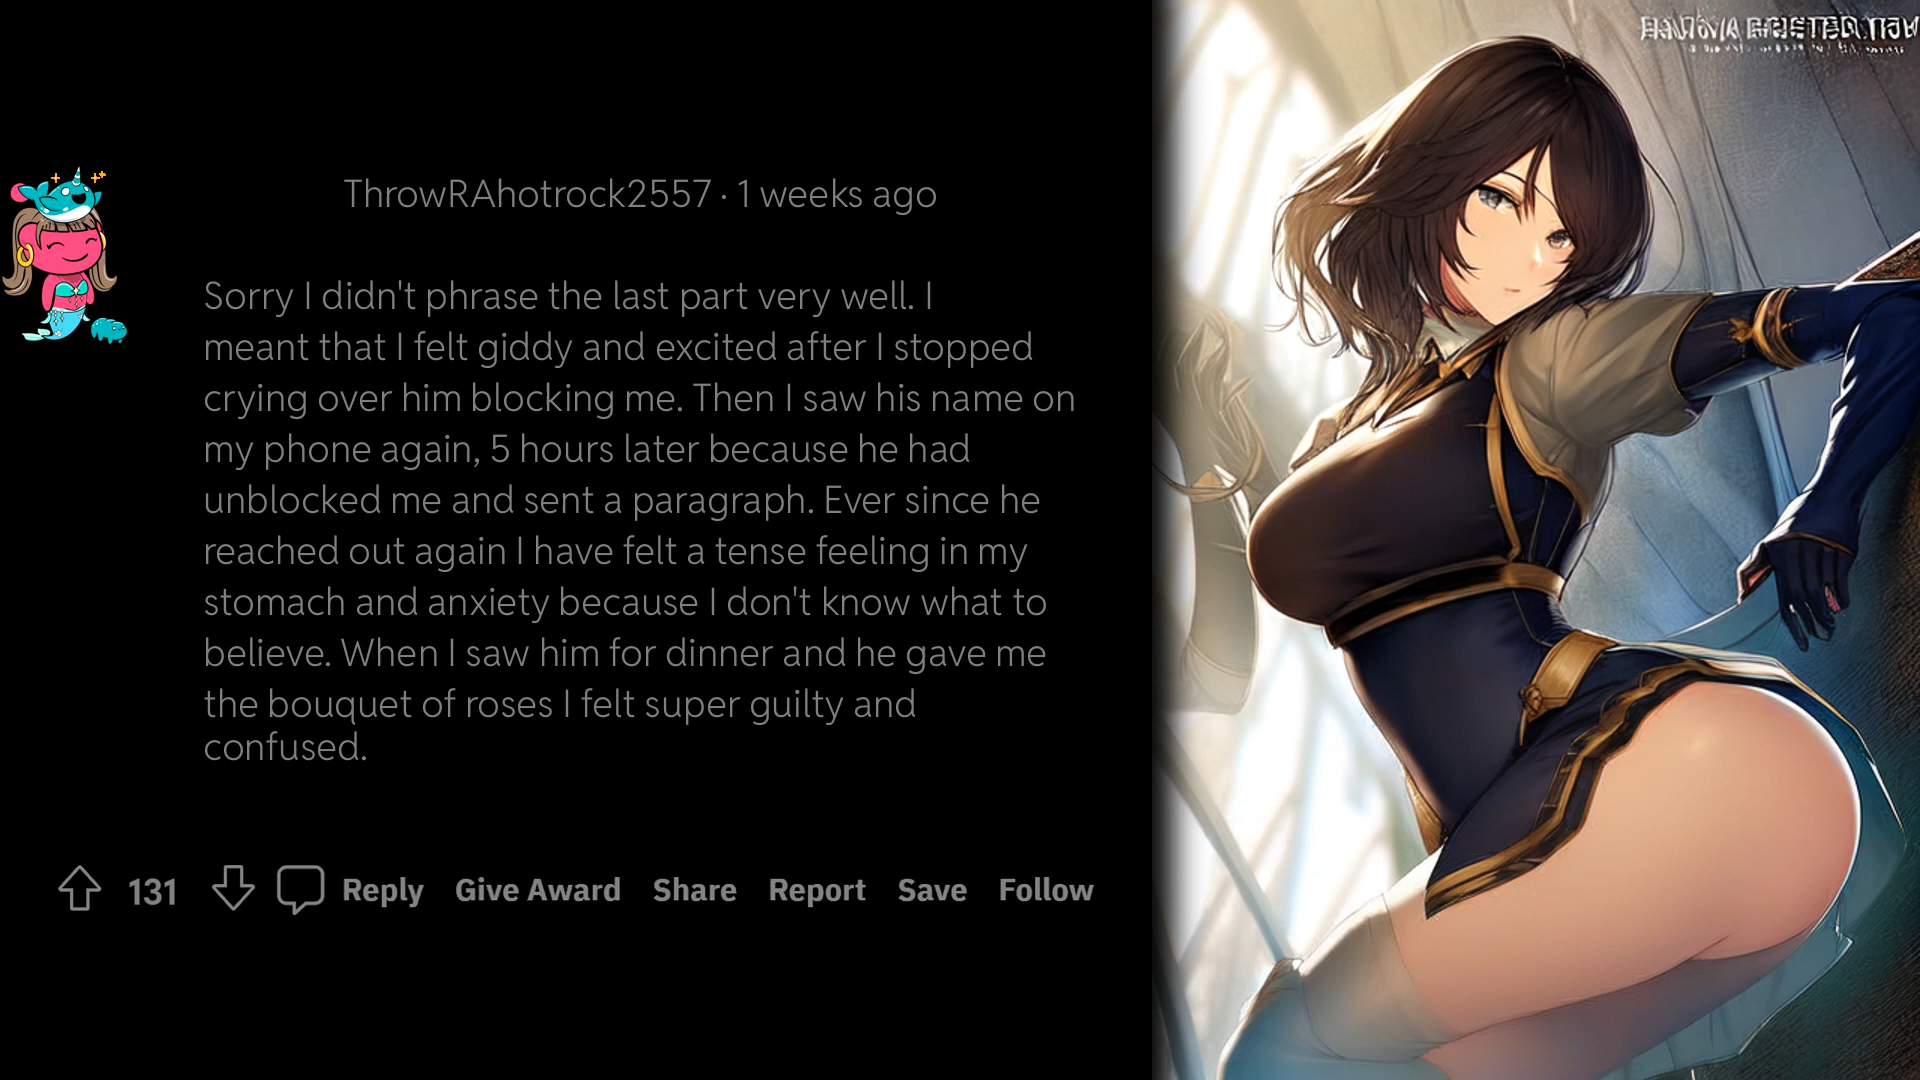 ThrowRAhotrock2557 · 1 weeks ago
Sorry I didn't phrase the last part very well. I
meant that I felt giddy and excited after I stopped
crying over him blocking me. Then I saw his name on
my phone again, 5 hours later because he had
unblocked me and sent a paragraph. Ever since he
reached out again I have felt a tense feeling in my
stomach and anxiety because I don't know what to
believe. When I saw him for dinner and he gave me
the bouquet of roses I felt super guilty and
confused.
131 Reply Give Award Share Report Save Follow